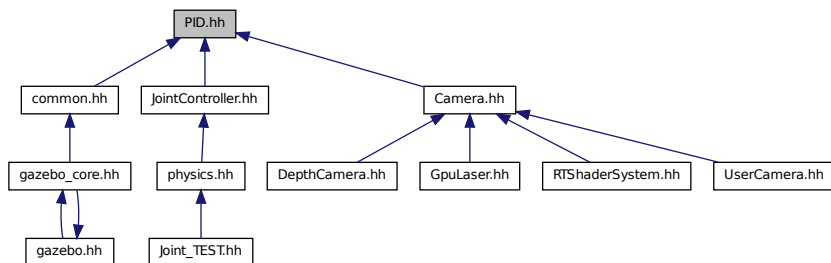 PID.hh
common.hh
JointController.hh
Camera.hh
gazebo_core.hh
physics.hh
DepthCamera.hh
GpuLaser.hh
RTShaderSystem.hh
UserCamera.hh
gazebo.hh
Joint_TEST.hh